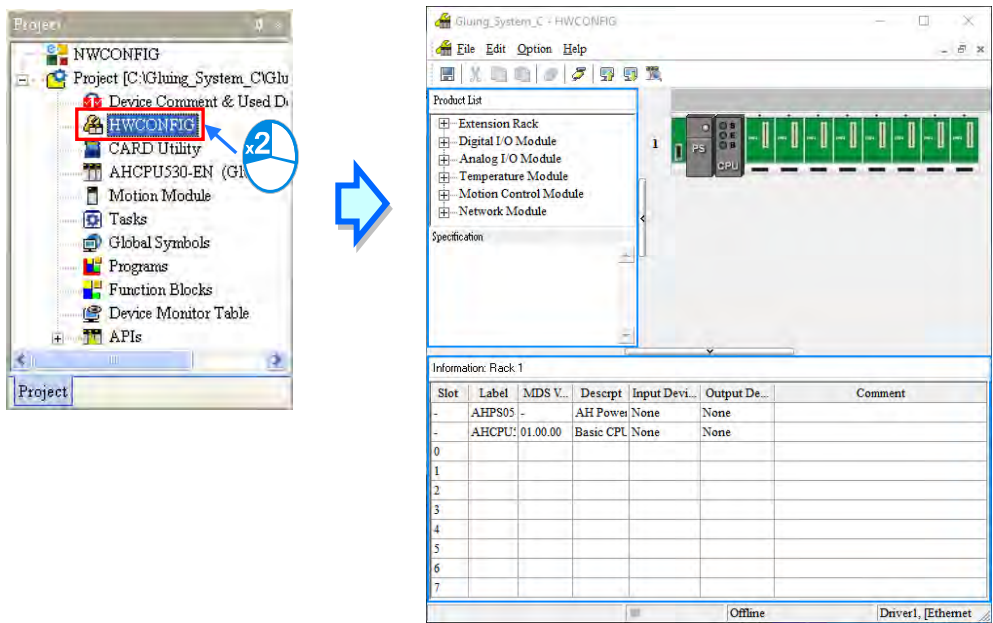 Project
NWCONFIG
Project [C:\Gluing_System_C\Glu
Device Comment & Used D
HWCONFIG
x2
CARD Utility
AHCPU530-EN (Gl
Motion Module
Tasks
Global Symbols
Programs
Function Blocks
Device Monitor Table
APIs
Project
Gluing_System_C - HWCONFIG
File Edit Option Help
Product List
Extension Rack
Digital I/O Module
Analog I/O Module
Temperature Module
Motion Control Module
Network Module
Specification
1
PS
CPU
Information: Rack 1
Slot Label MDS V... Descrpt Input Devi... Output De... Comment
- AHPS05 - AH Power None None
- AHCPU5 01.00.00 Basic CPU None None
0
1
2
3
4
5
6
7
Offline Driver1, [Ethernet